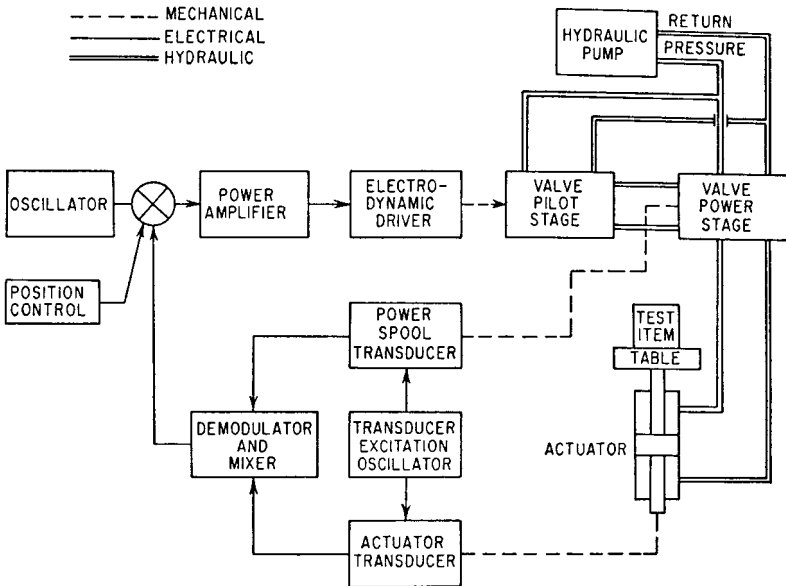 MECHANICAL
ELECTRICAL
HYDRAULIC
HYDRAULIC
PUMP
RETURN
PRESSURE
OSCILLATOR
POWER
AMPLIFIER
ELECTRO-
DYNAMIC
DRIVER
VALVE
PILOT
STAGE
VALVE
POWER
STAGE
POSITION
CONTROL
POWER
SPOOL
TRANSDUCER
TEST
ITEM
TABLE
DEMODULATOR
AND
MIXER
TRANSDUCER
EXCITATION
OSCILLATOR
ACTUATOR
ACTUATOR
TRANSDUCER